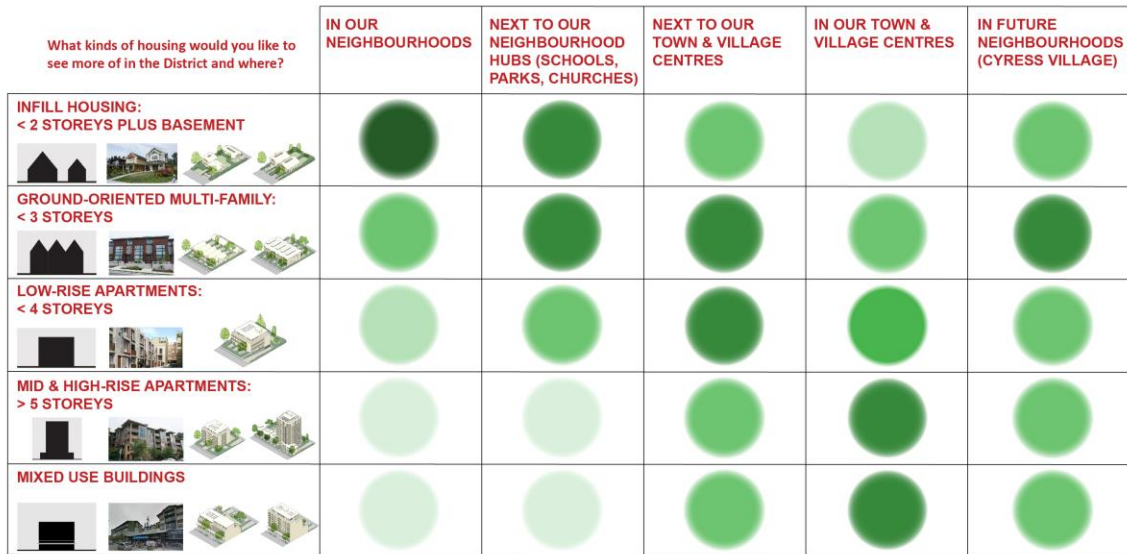 What kinds of housing would you like to
see more of in the District and where?
IN OUR
NEIGHBOURHOODS
NEXT TO OUR
NEIGHBOURHOOD
HUBS (SCHOOLS,
PARKS, CHURCHES)
NEXT TO OUR
TOWN & VILLAGE
CENTRES
IN OUR TOWN &
VILLAGE CENTRES
IN FUTURE
NEIGHBOURHOODS
(CYRESS VILLAGE)
INFILL HOUSING:
< 2 STOREYS PLUS BASEMENT
GROUND-ORIENTED MULTI-FAMILY:
< 3 STOREYS
LOW-RISE APARTMENTS:
< 4 STOREYS
MID & HIGH-RISE APARTMENTS:
> 5 STOREYS
MIXED USE BUILDINGS